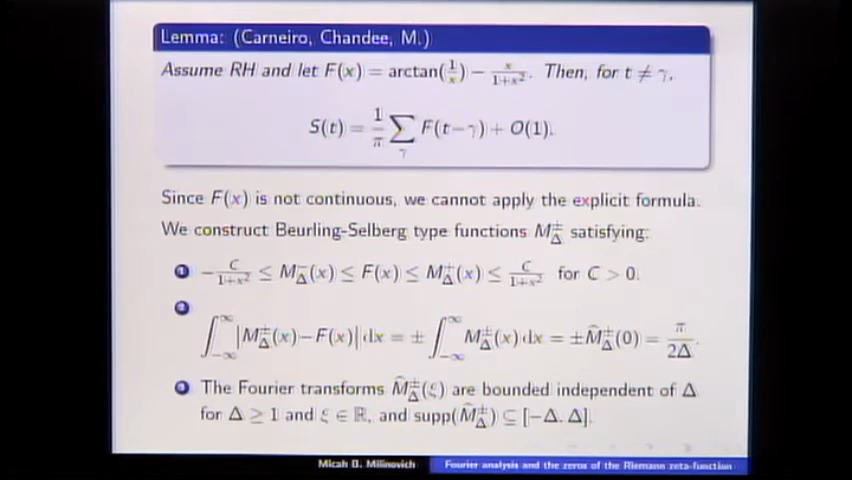 Lemma: (Carneiro, Chandee, M.)
Assume RH and let F(x) = arctan(1/x) − x/(1+x²). Then, for t ≠ γ,
S(t) = 1/π ∑_γ F(t−γ) + O(1).
Since F(x) is not continuous, we cannot apply the explicit formula.
We construct Beurling-Selberg type functions M_Δ^± satisfying:
1 −C/(1+x²) ≤ M_Δ^−(x) ≤ F(x) ≤ M_Δ^+(x) ≤ C/(1+x²) for C > 0.
2
∫_{−∞}^{∞} |M_Δ^±(x)−F(x)| dx = ± ∫_{−∞}^{∞} M_Δ^±(x) dx = ±M̂_Δ^±(0) = π/2Δ.
3 The Fourier transforms M̂_Δ^±(ξ) are bounded independent of Δ
for Δ ≥ 1 and ξ ∈ ℝ, and supp(M̂_Δ^±) ⊆ [−Δ, Δ].
Micah B. Milinovich Fourier analysis and the zeros of the Riemann zeta-function